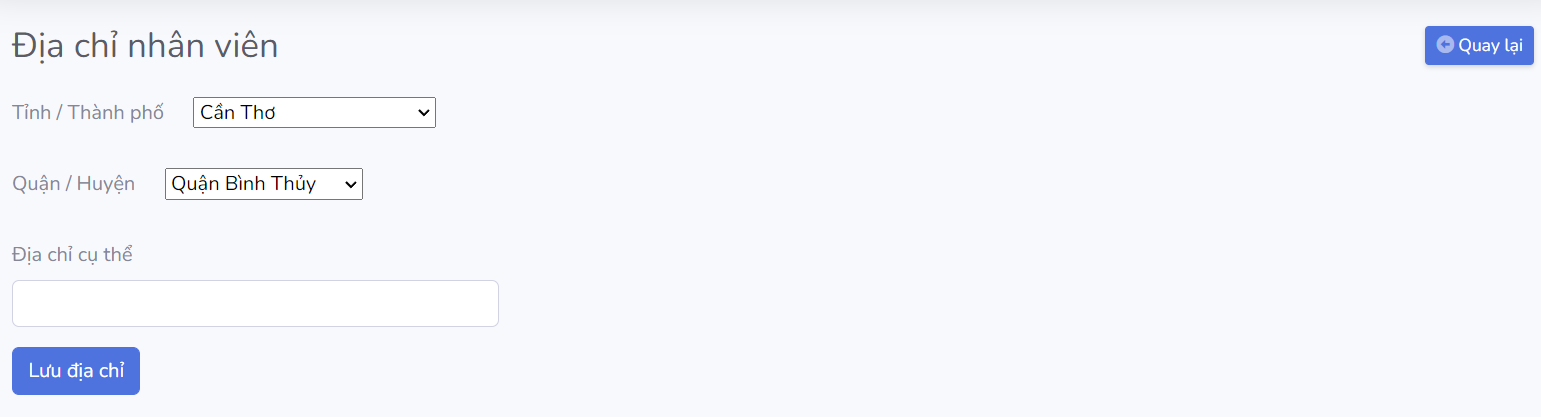 Địa chỉ nhân viên
Quay lại
Tỉnh / Thành phố
Cần Thơ
Quận / Huyện
Quận Bình Thủy
Địa chỉ cụ thể
Lưu địa chỉ